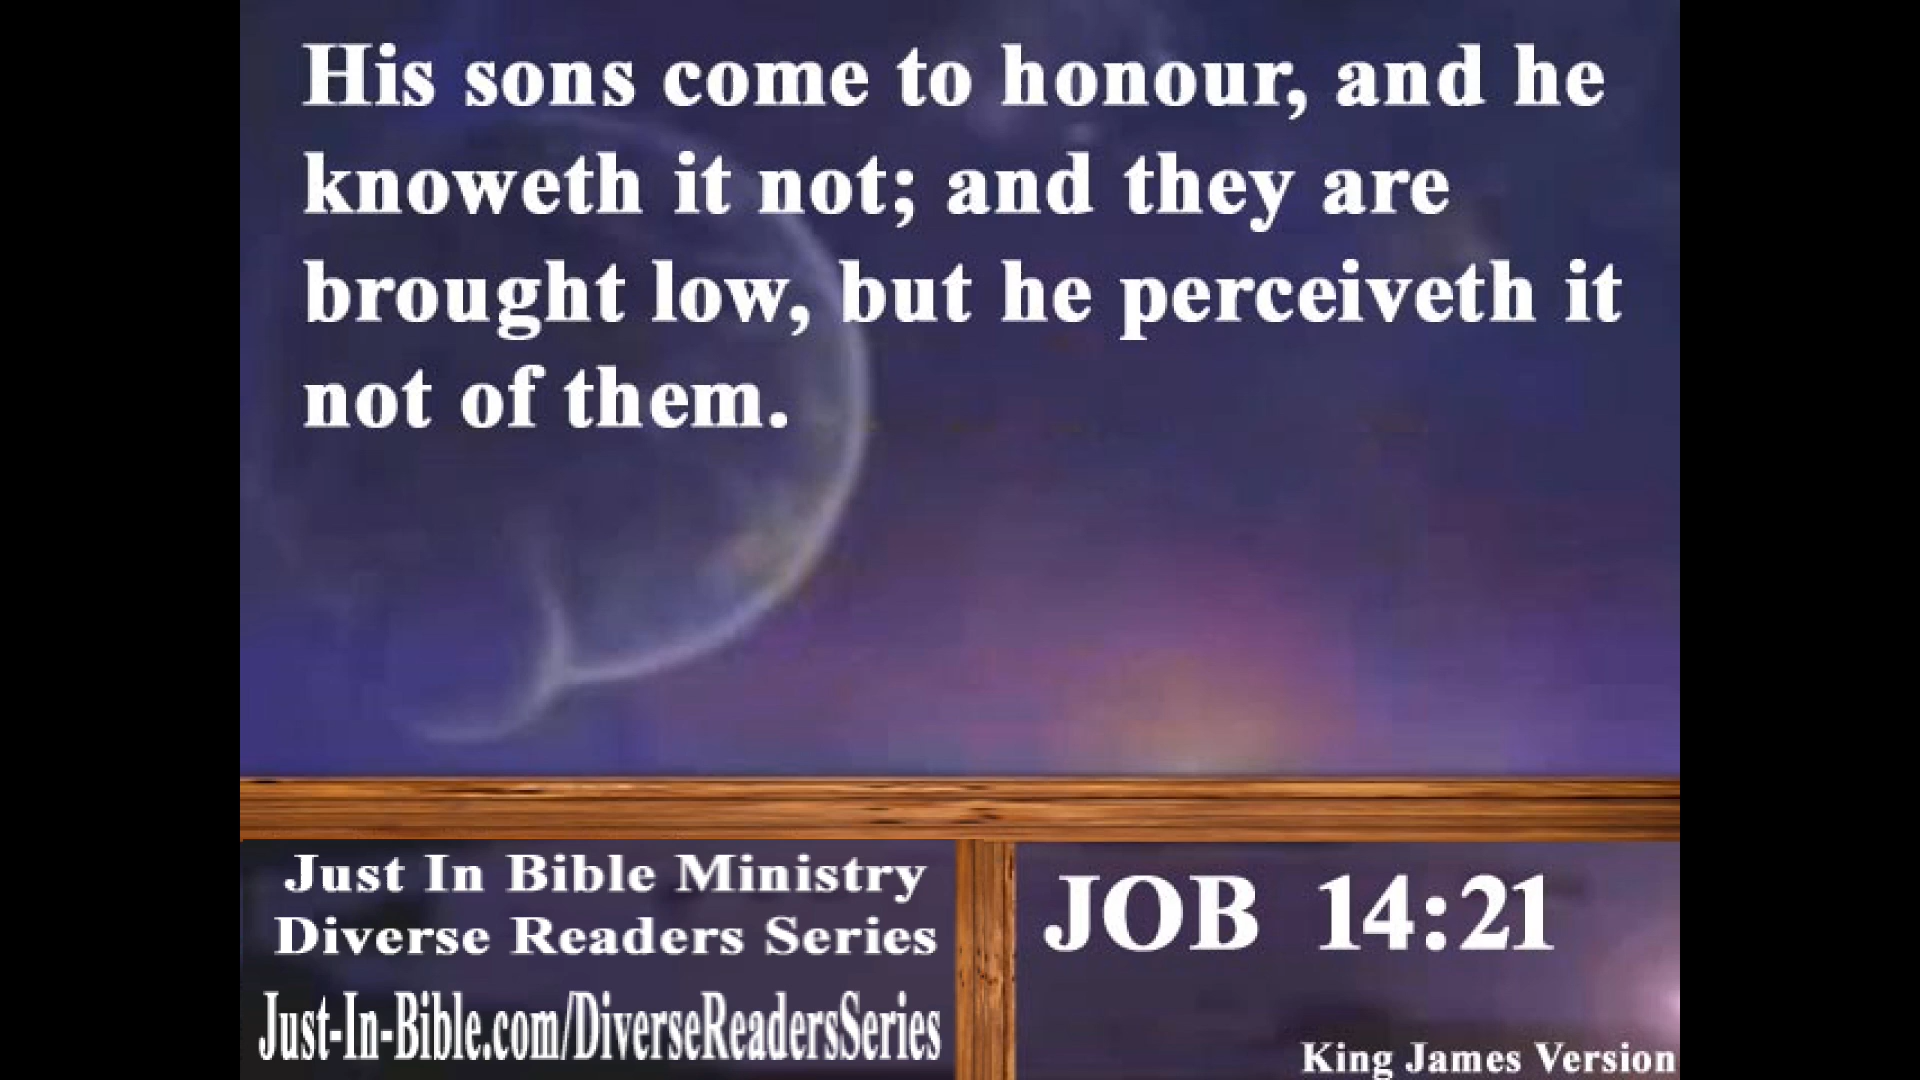 His sons come to honour, and he
knoweth it not; and they are
brought low, but he perceiveth it
not of them.
Just In Bible Ministry
Diverse Readers Series
Just-In-Bible.com/DiverseReadersSeries
JOB 14:21
King James Version